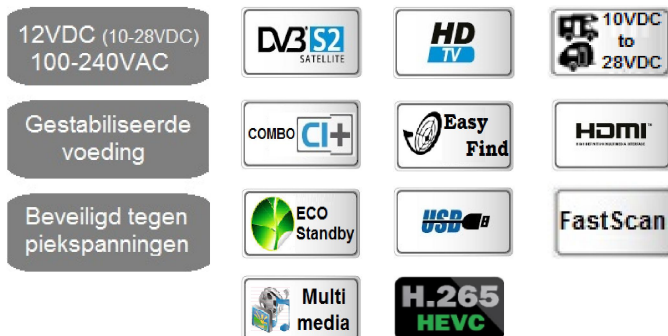 12VDC (10-28VDC)
100-240VAC
DVB S2
SATELLITE
HD
TV
10VDC
to
28VDC
Gestabiliseerde
voeding
COMBO CI+
Easy
Find
HDMI
Beveiligd tegen
piekspanningen
ECO
Standby
USB
FastScan
Multi
media
H.265
HEVC